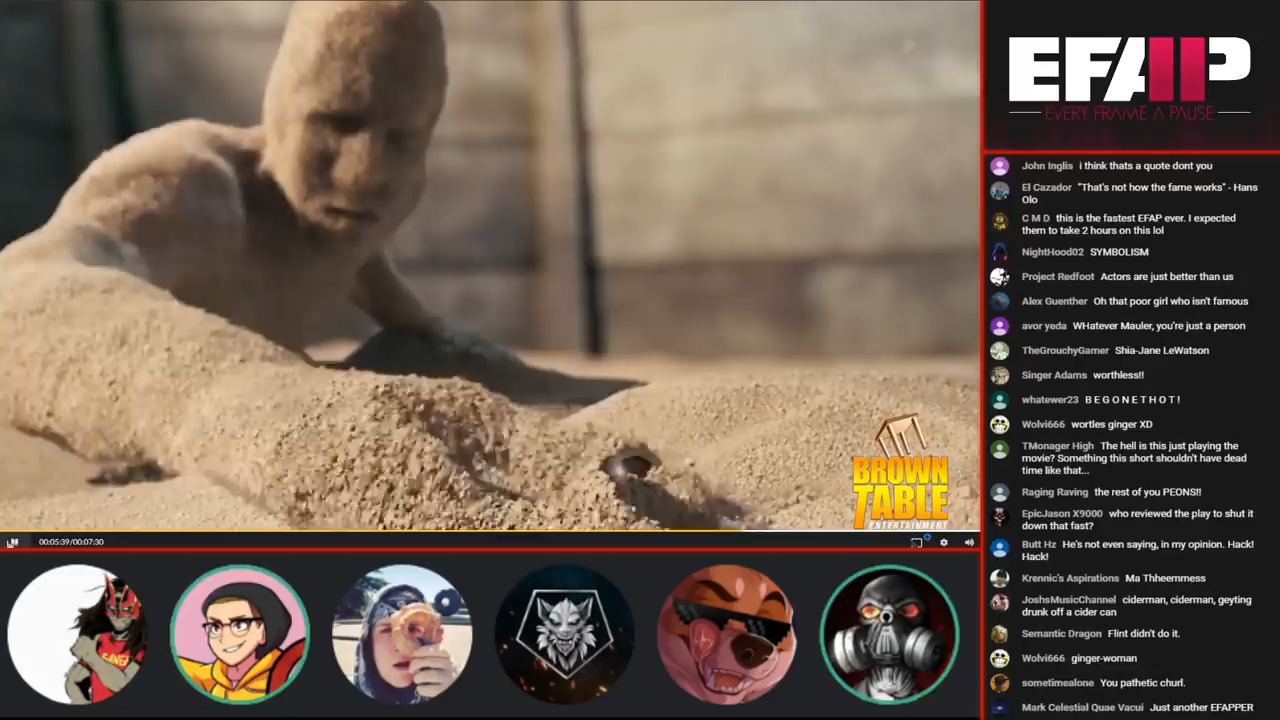 EFAP
EVERY FRAME A PAUSE
John Inglis i think thats a quote dont you
El Cazador "That's not how the fame works" - Hans
Olo
C M D this is the fastest EFAP ever. I expected
them to take 2 hours on this lol
NightHood02 SYMBOLISM
Project Redfoot Actors are just better than us
Alex Guenther Oh that poor girl who isn't famous
avor yeda WHatever Mauler, you're just a person
TheGrouchyGamer Shia-Jane LeWatson
Singer Adams worthless!!
whatewer23 B E G O N E T H O T !
Wolvi666 wortles ginger XD
TMonager High The hell is this just playing the
movie? Something this short shouldn't have dead
time like that...
Raging Raving the rest of you PEONS!!
EpicJason X9000 who reviewed the play to shut it
down that fast?
Butt Hz He's not even saying, in my opinion. Hack!
Hack!
Krennic's Aspirations Ma Thheemmess
JoshsMusicChannel ciderman, ciderman, geyting
drunk off a cider can
Semantic Dragon Flint didn't do it.
Wolvi666 ginger-woman
sometimealone You pathetic churl.
Mark Celestial Quae Vacui Just another EFAPPER
BROWN
TABLE
ENTERTAINMENT
00:05:39/00:07:30